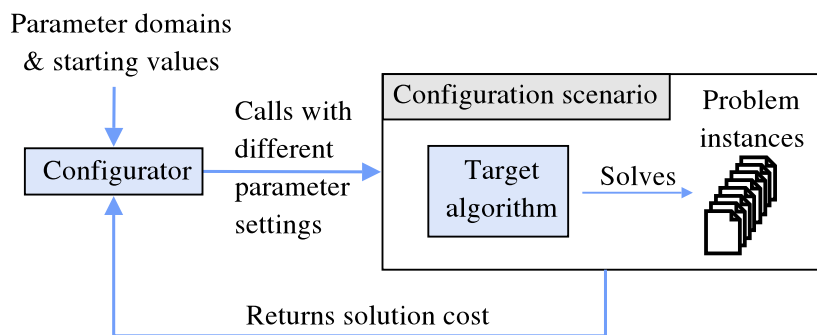 Parameter domains
& starting values
Configurator
Calls with
different
parameter
settings
Configuration scenario
Target
algorithm
Solves
Problem
instances
Returns solution cost